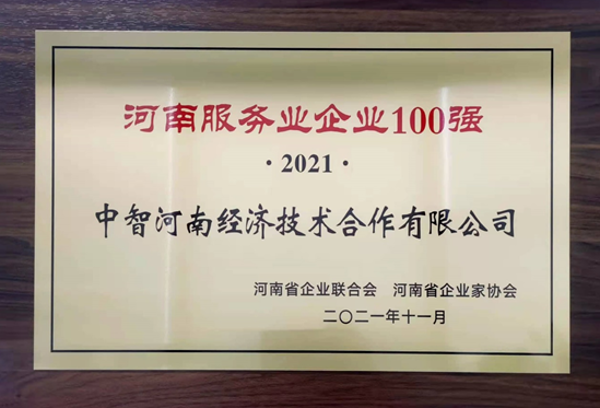 河南服务业企业100强
·2021·
中智河南经济技术合作有限公司
河南省企业联合会 河南省企业家协会
二〇二一年十一月